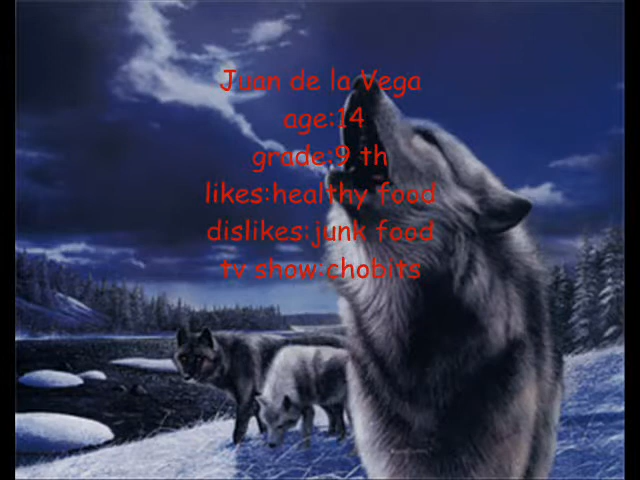 Juan de la Vega
age:14
grade:9 th
likes:healthy food
dislikes:junk food
tv show:chobits